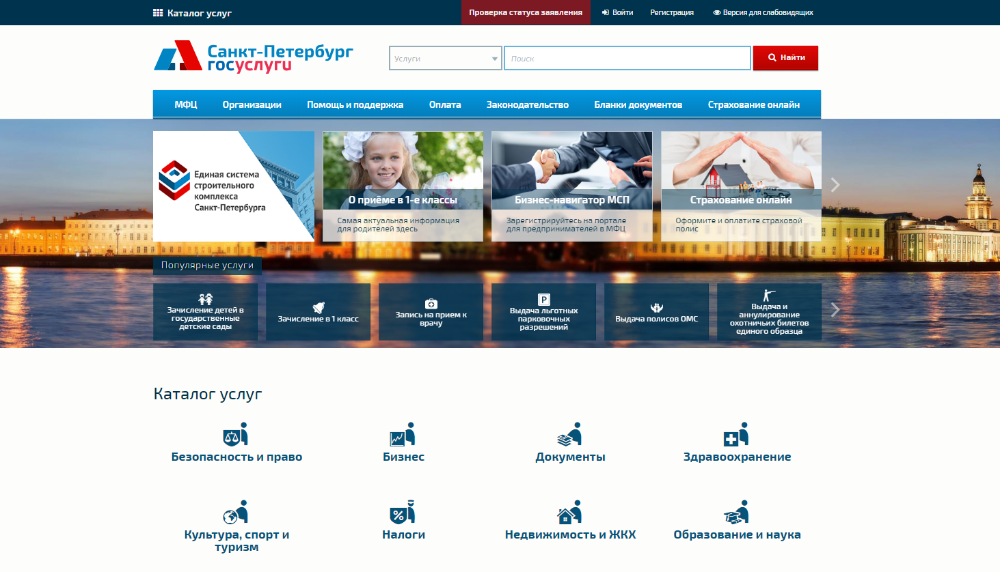 Каталог услуг
Проверка статуса заявления
Войти
Регистрация
Версия для слабовидящих
Санкт-Петербург
госуслуги
Услуги
Поиск
Найти
МФЦ
Организации
Помощь и поддержка
Оплата
Законодательство
Бланки документов
Страхование онлайн
Единая система
строительного
комплекса
Санкт-Петербурга
О приёме в 1-е классы
Самая актуальная информация
для родителей здесь
Бизнес-навигатор МСП
Зарегистрируйтесь на портале
для предпринимателей в МФЦ
Страхование онлайн
Оформите и оплатите страховой
полис
Популярные услуги
Зачисление детей в
государственные
детские сады
Зачисление в 1 класс
Запись на прием к
врачу
P
Выдача льготных
парковочных
разрешений
Выдача полисов ОМС
Выдача и
аннулирование
охотничьих билетов
единого образца
Каталог услуг
Безопасность и право
Бизнес
Документы
Здравоохранение
%
Культура, спорт и
туризм
Налоги
Недвижимость и ЖКХ
Образование и наука